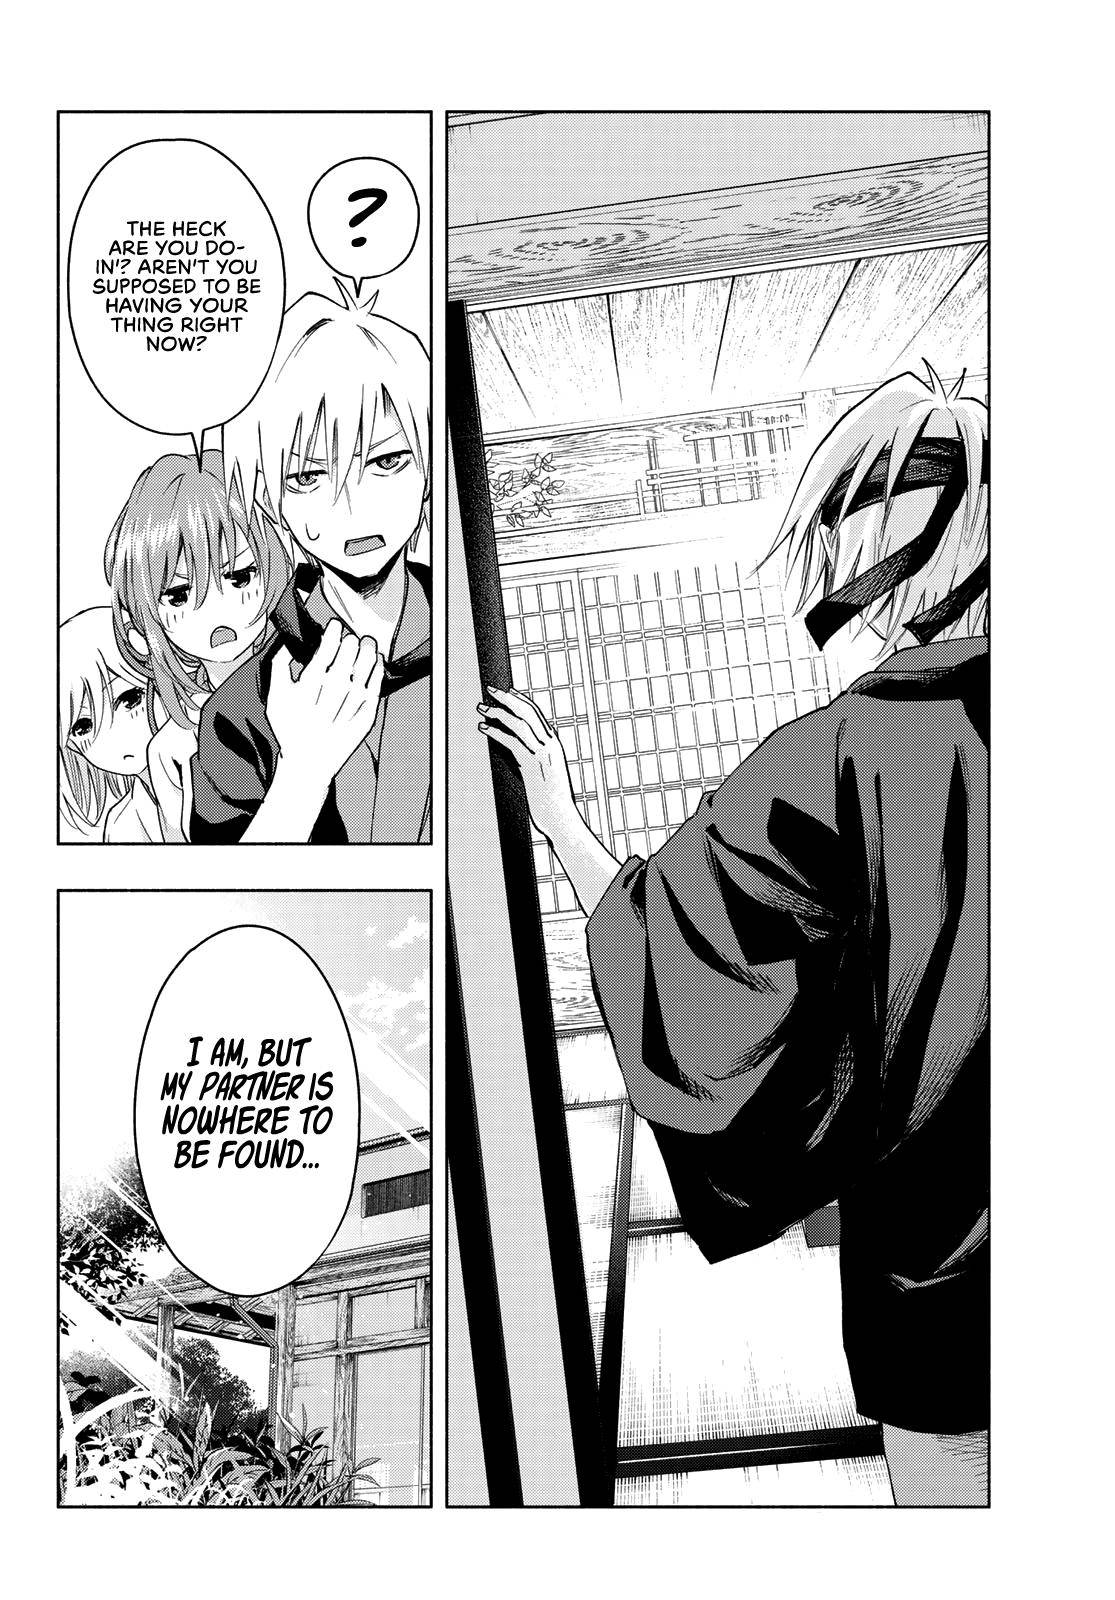 ?
THE HECK
ARE YOU DO-
IN'? AREN'T YOU
SUPPOSED TO BE
HAVING YOUR
THING RIGHT
NOW?
I AM, BUT
MY PARTNER IS
NOWHERE TO
BE FOUND...